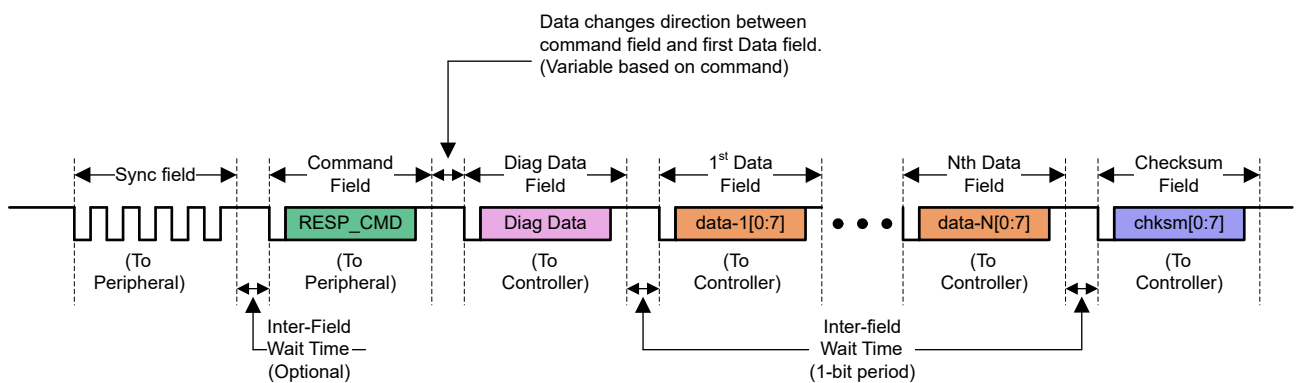 Data changes direction between
command field and first Data field.
(Variable based on command)
Sync field
Command
Field
Diag Data
Field
1st Data
Field
Nth Data
Field
Checksum
Field
RESP_CMD
Diag Data
data-1[0:7]
data-N[0:7]
chksm[0:7]
(To
Peripheral)
(To
Peripheral)
(To
Controller)
(To
Controller)
(To
Controller)
(To
Controller)
Inter-Field
Wait Time
(Optional)
Inter-field
Wait Time
(1-bit period)